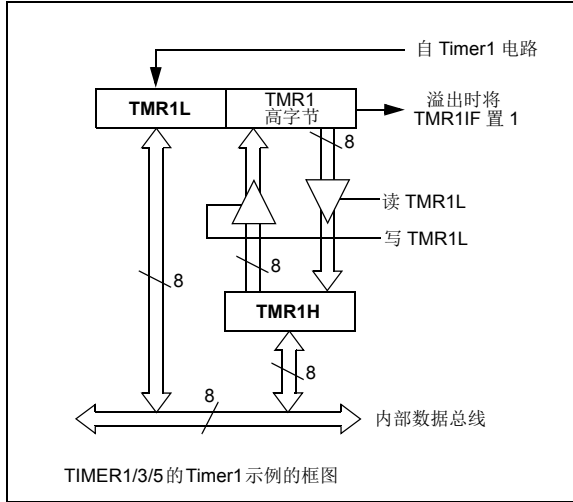 自 Timer1 电路
TMR1L
TMR1
高字节
溢出时将
TMR1IF 置 1
8
读 TMR1L
写 TMR1L
8
8
TMR1H
8
8
内部数据总线
TIMER1/3/5的Timer1示例的框图